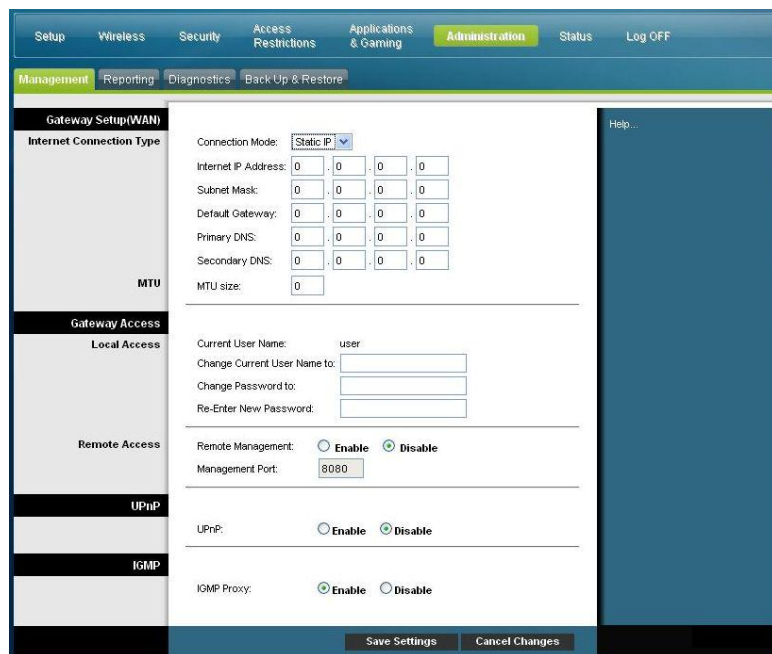 Setup Wireless Security Access Restrictions Applications & Gaming Administration Status Log OFF
Management Reporting Diagnostics Back Up & Restore
Gateway Setup(WAN)
Help...
Internet Connection Type
Connection Mode: Static IP
Internet IP Address: 0 . 0 . 0 . 0
Subnet Mask: 0 . 0 . 0 . 0
Default Gateway: 0 . 0 . 0 . 0
Primary DNS: 0 . 0 . 0 . 0
Secondary DNS: 0 . 0 . 0 . 0
MTU
MTU size: 0
Gateway Access
Local Access
Current User Name: user
Change Current User Name to:
Change Password to:
Re-Enter New Password:
Remote Access
Remote Management: Enable Disable
Management Port: 8080
UPnP
UPnP: Enable Disable
IGMP
IGMP Proxy: Enable Disable
Save Settings Cancel Changes